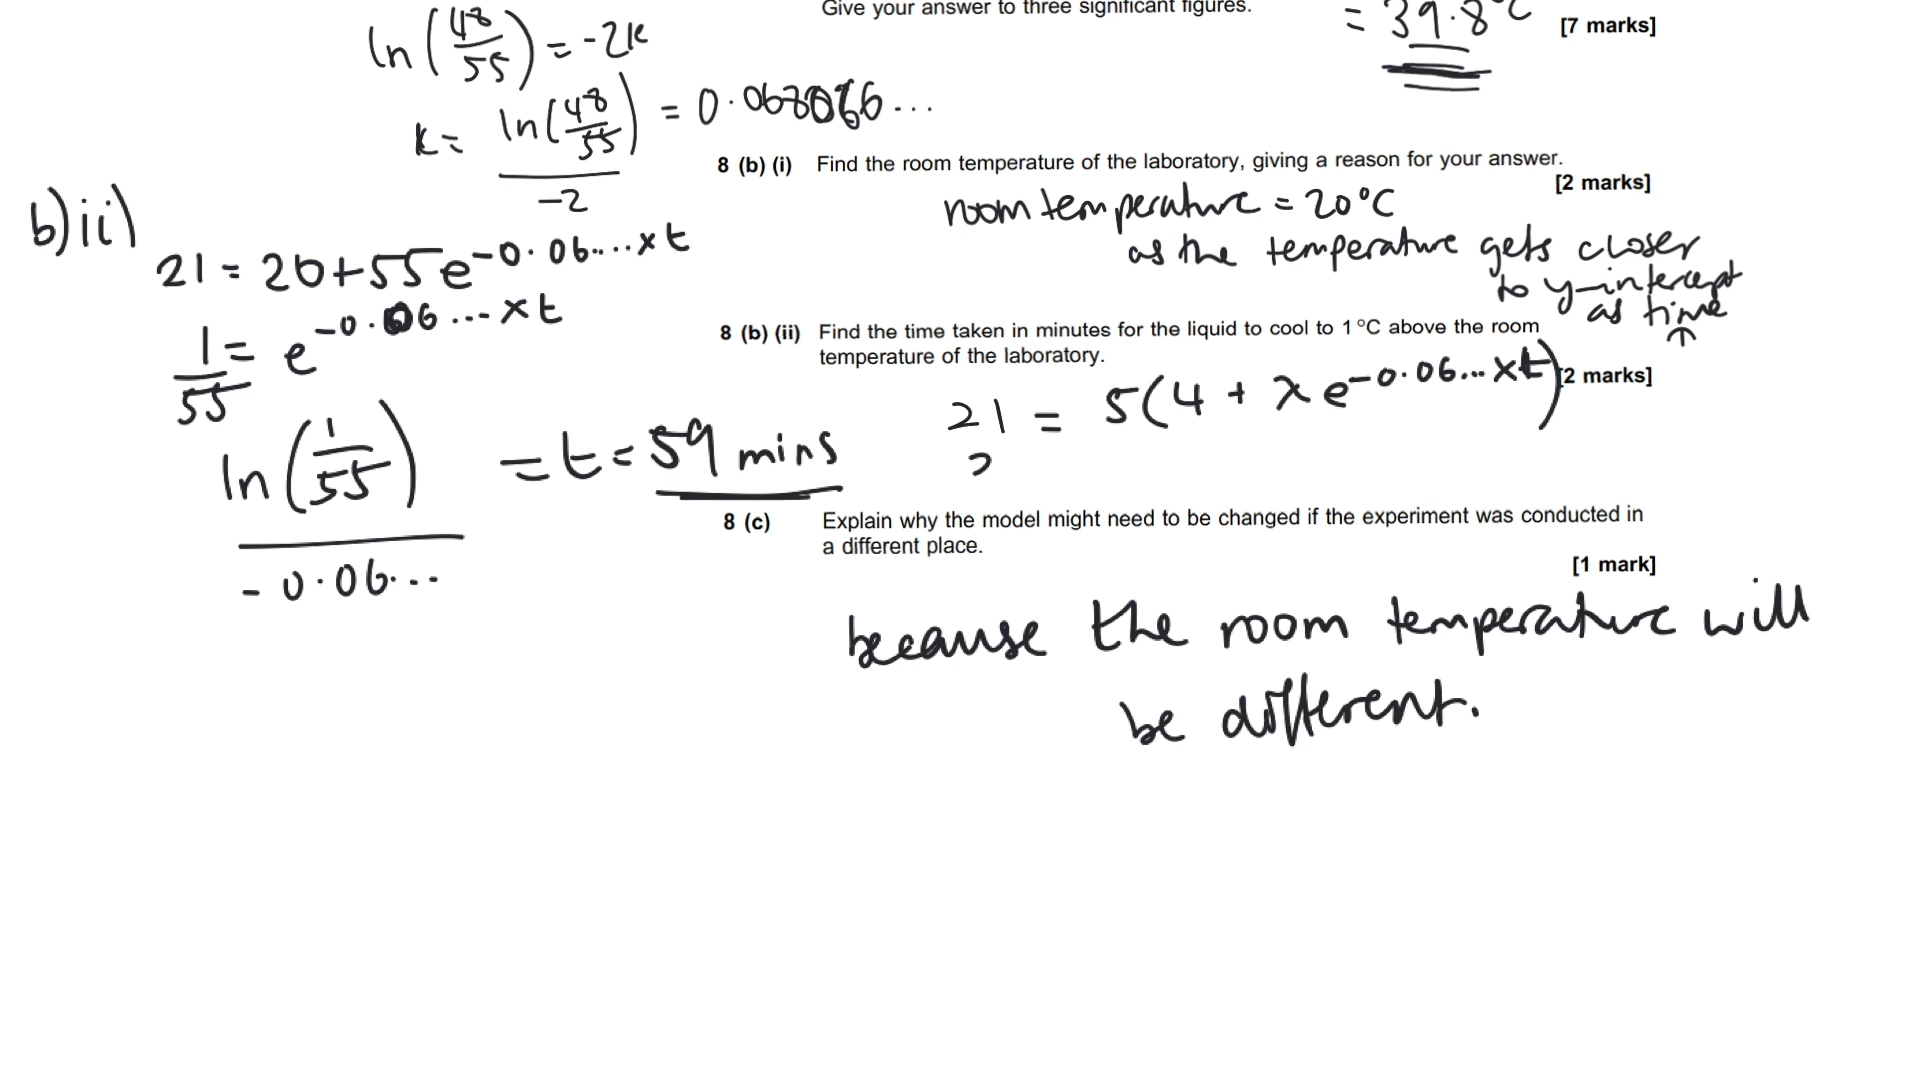 Give your answer to three significant figures.
= 39.8°C
[7 marks]
ln(48/55) = -2k
k = ln(48/55)/-2 = 0.068066...
8 (b) (i) Find the room temperature of the laboratory, giving a reason for your answer.
[2 marks]
room temperature = 20°C
as the temperature gets closer
to y-intercept
as time ↑
b)ii)
21 = 20+55e^-0.06....xt
1/55 = e^-0.06...xt
ln(1/55)/-0.06... = t = 59 mins
8 (b) (ii) Find the time taken in minutes for the liquid to cool to 1 °C above the room
temperature of the laboratory.
[2 marks]
21 = 5(4 + λe^-0.06...xt)
8 (c) Explain why the model might need to be changed if the experiment was conducted in
a different place.
[1 mark]
because the room temperature will
be different.